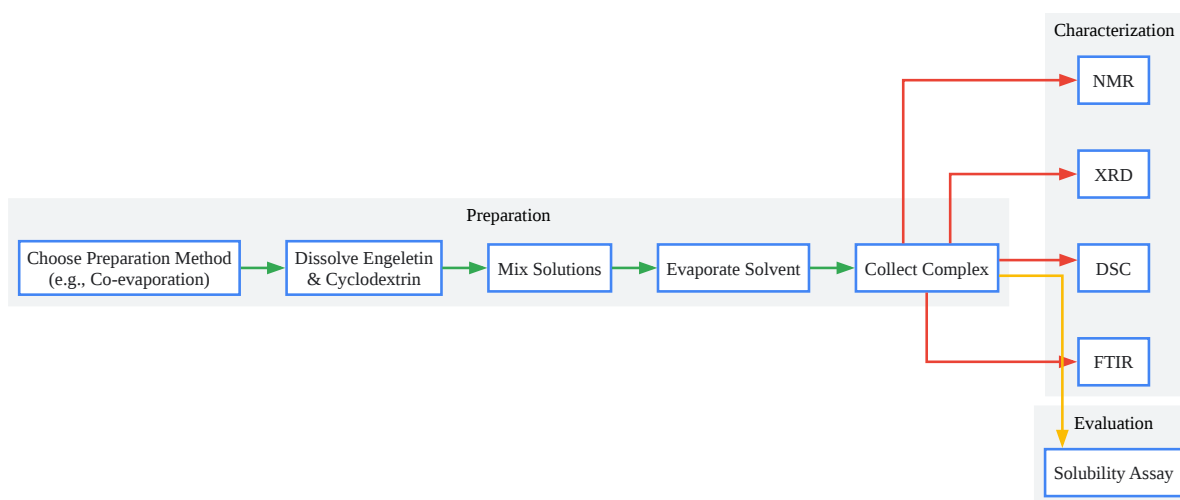 Characterization
NMR
XRD
Preparation
Choose Preparation Method
(e.g., Co-evaporation)
Dissolve Engeletin
& Cyclodextrin
Mix Solutions
Evaporate Solvent
Collect Complex
DSC
FTIR
Evaluation
Solubility Assay